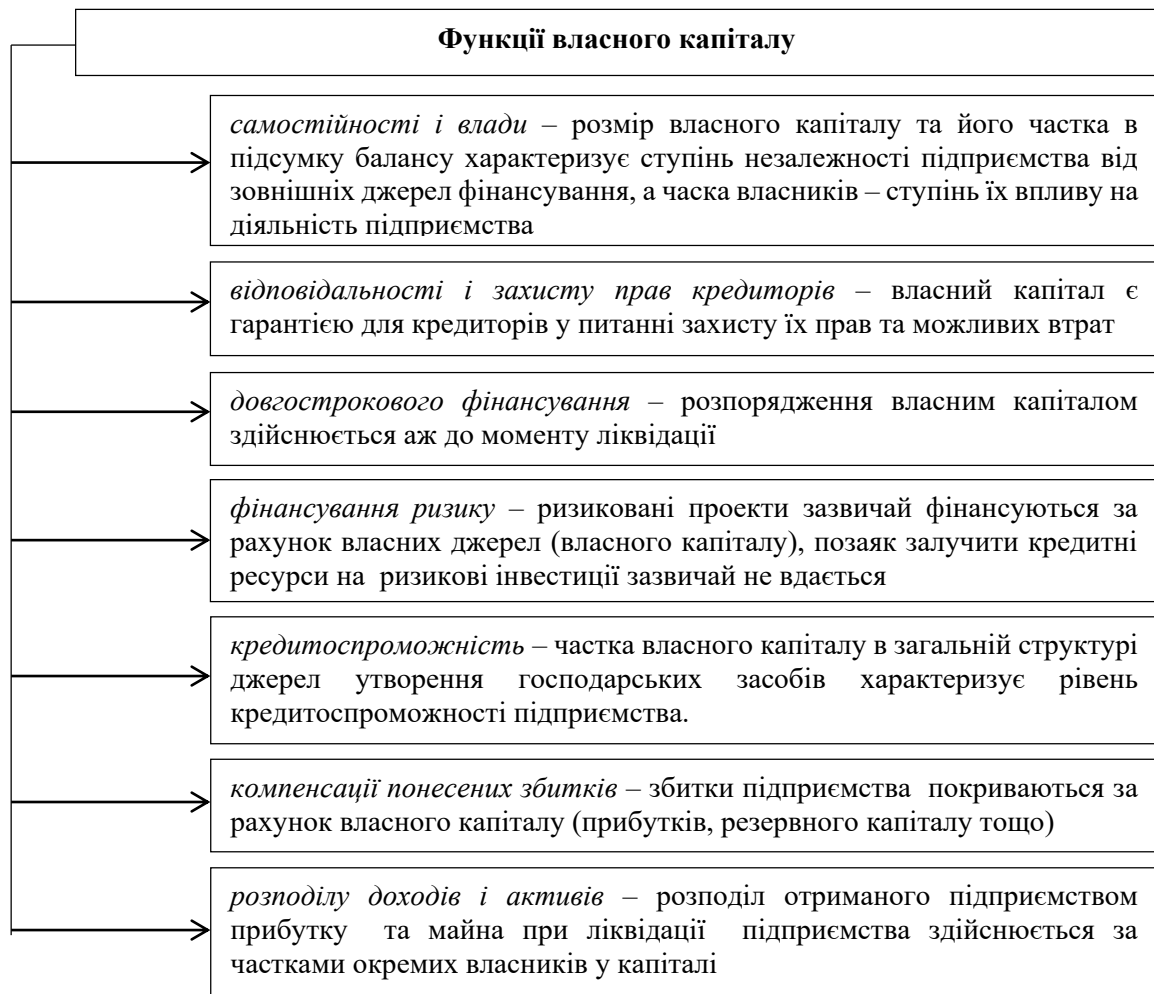 Функції власного капіталу
самостійності і влади – розмір власного капіталу та його частка в
підсумку балансу характеризує ступінь незалежності підприємства від
зовнішніх джерел фінансування, а часка власників – ступінь їх впливу на
діяльність підприємства
відповідальності і захисту прав кредиторів – власний капітал є
гарантією для кредиторів у питанні захисту їх прав та можливих втрат
довгострокового фінансування – розпорядження власним капіталом
здійснюється аж до моменту ліквідації
фінансування ризику – ризиковані проекти зазвичай фінансуються за
рахунок власних джерел (власного капіталу), позаяк залучити кредитні
ресурси на ризикові інвестиції зазвичай не вдається
кредитоспроможність – частка власного капіталу в загальній структурі
джерел утворення господарських засобів характеризує рівень
кредитоспроможності підприємства.
компенсації понесених збитків – збитки підприємства покриваються за
рахунок власного капіталу (прибутків, резервного капіталу тощо)
розподілу доходів і активів – розподіл отриманого підприємством
прибутку та майна при ліквідації підприємства здійснюється за
частками окремих власників у капіталі